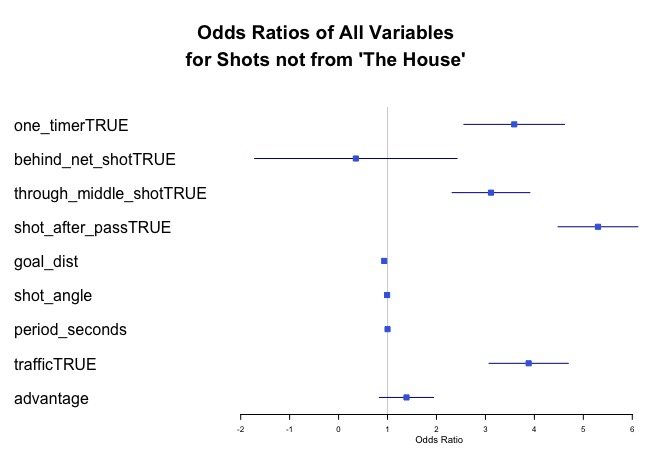 Odds Ratios of All Variables
for Shots not from 'The House'
one_timerTRUE
behind_net_shotTRUE
through_middle_shotTRUE
shot_after_passTRUE
goal_dist
shot_angle
period_seconds
trafficTRUE
advantage
-2 -1 0 1 2 3 4 5 6
Odds Ratio